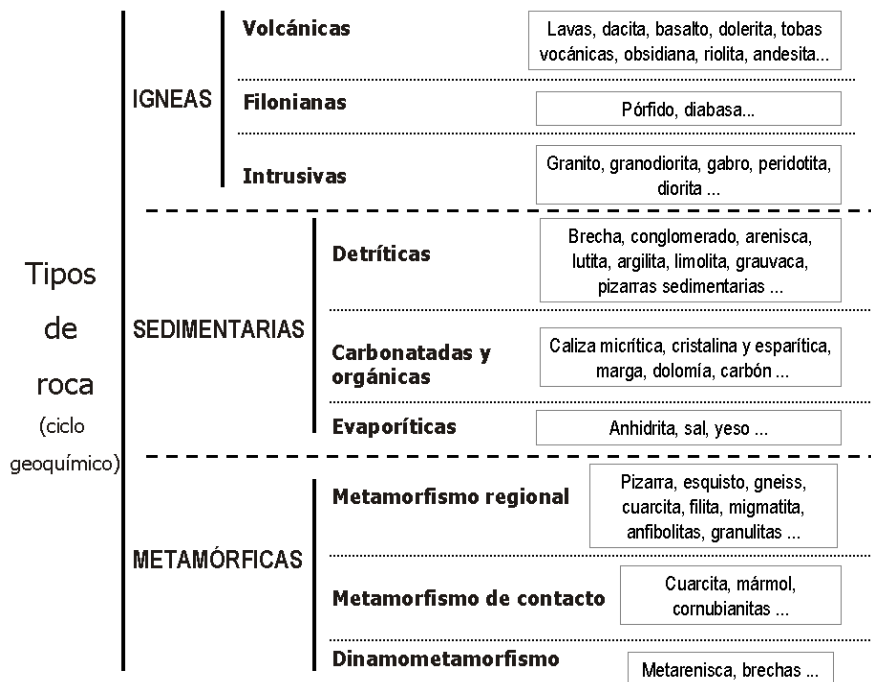 Tipos
de
roca
(ciclo
geoquímico)
IGNEAS
Volcánicas
Lavas, dacita, basalto, dolerita, tobas
vocánicas, obsidiana, riolita, andesita...
Filonianas
Pórfido, diabasa...
Intrusivas
Granito, granodiorita, gabro, peridotita,
diorita ...
SEDIMENTARIAS
Detríticas
Brecha, conglomerado, arenisca,
lutita, argilita, limolita, grauvaca,
pizarras sedimentarias ...
Carbonatadas y
orgánicas
Caliza micrítica, cristalina y esparítica,
marga, dolomía, carbón ...
Evaporíticas
Anhidrita, sal, yeso ...
METAMÓRFICAS
Metamorfismo regional
Pizarra, esquisto, gneiss,
cuarcita, filita, migmatita,
anfibolitas, granulitas ...
Metamorfismo de contacto
Cuarcita, mármol,
cornubianitas ...
Dinamometamorfismo
Metarenisca, brechas ...